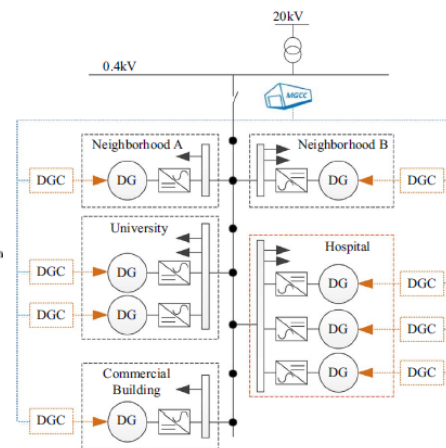 20kV
0.4kV
MGCC
Neighborhood A
Neighborhood B
DGC
DG
DG
DGC
University
Hospital
DGC
DG
DG
DGC
DGC
DG
DG
DGC
Commercial
Building
DG
DGC
DGC
DG